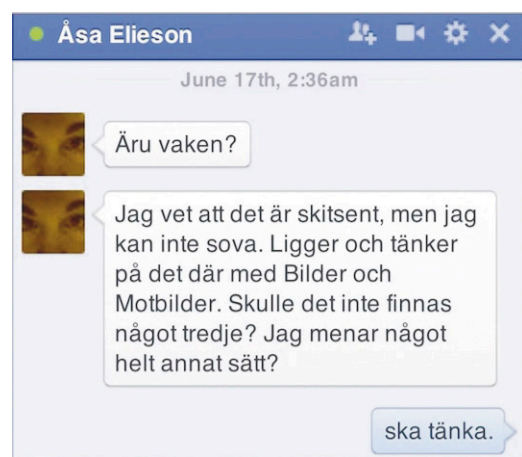 Åsa Elieson
June 17th, 2:36am
Äru vaken?
Jag vet att det är skitsent, men jag
kan inte sova. Ligger och tänker
på det där med Bilder och
Motbilder. Skulle det inte finnas
något tredje? Jag menar något
helt annat sätt?
ska tänka.